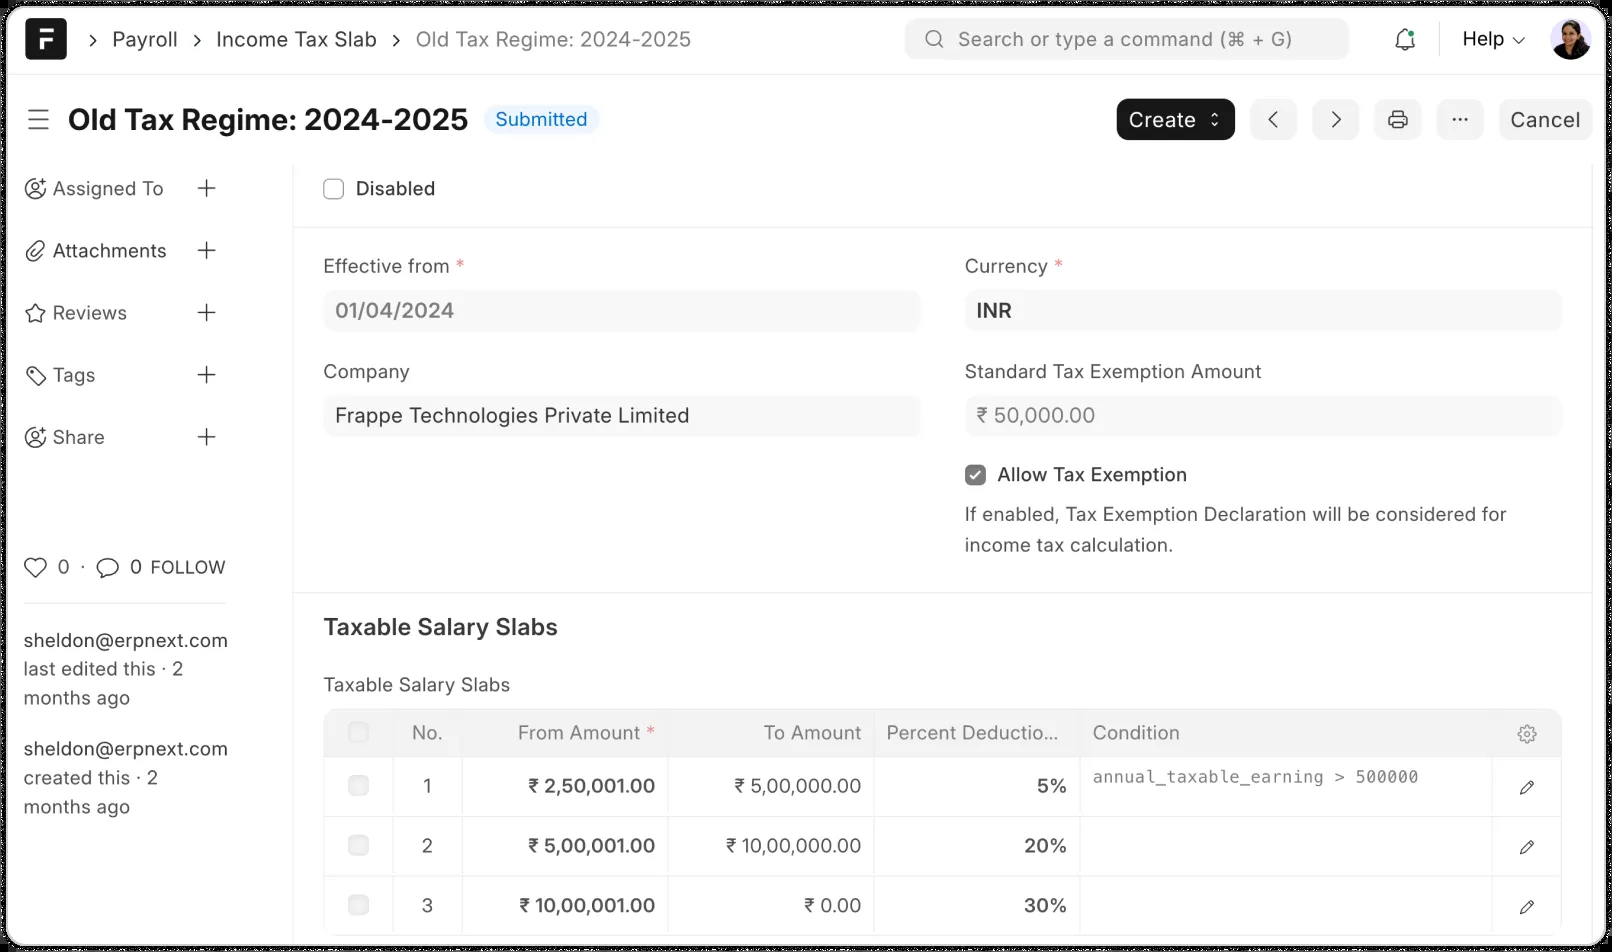 F
Payroll
Income Tax Slab
Old Tax Regime: 2024-2025
Search or type a command (⌘ + G)
Help
Old Tax Regime: 2024-2025
Submitted
Create
Cancel
Assigned To
Attachments
Reviews
Tags
Share
0 · 0 FOLLOW
sheldon@erpnext.com
last edited this · 2
months ago
sheldon@erpnext.com
created this · 2
months ago
Disabled
Effective from *
01/04/2024
Currency *
INR
Company
Frappe Technologies Private Limited
Standard Tax Exemption Amount
₹ 50,000.00
Allow Tax Exemption
If enabled, Tax Exemption Declaration will be considered for
income tax calculation.
Taxable Salary Slabs
Taxable Salary Slabs
No. From Amount * To Amount Percent Deductio... Condition
1 ₹ 2,50,001.00 ₹ 5,00,000.00 5% annual_taxable_earning > 500000
2 ₹ 5,00,001.00 ₹ 10,00,000.00 20%
3 ₹ 10,00,001.00 ₹ 0.00 30%